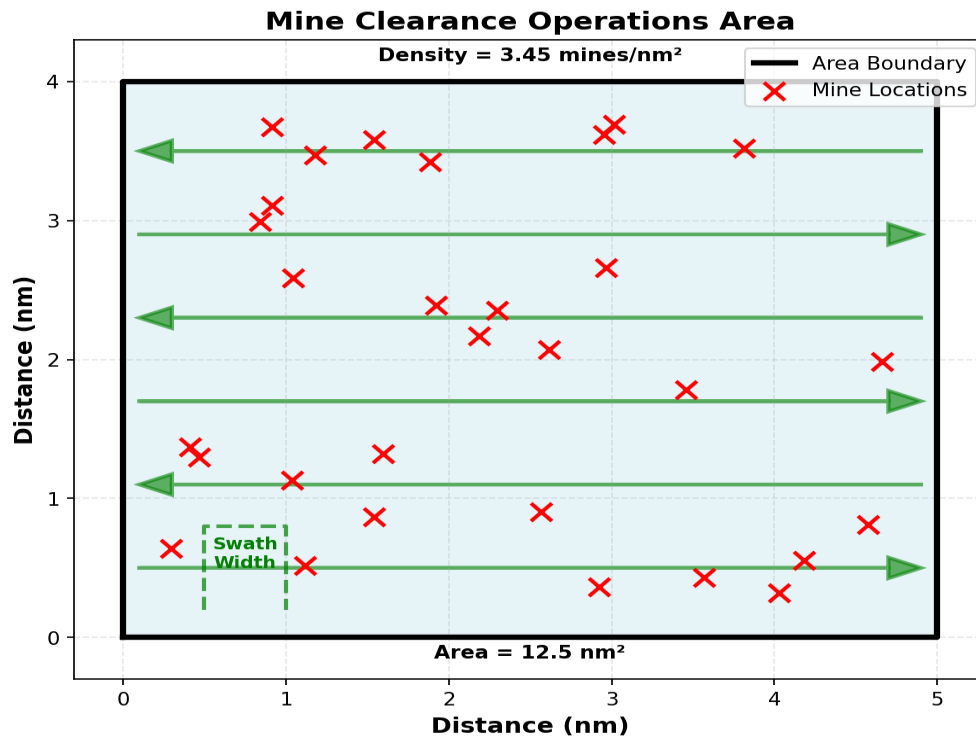 Mine Clearance Operations Area
Density = 3.45 mines/nm²
Area Boundary
Mine Locations
Distance (nm)
4
3
2
1
0
Swath
Width
Area = 12.5 nm²
0 1 2 3 4 5
Distance (nm)